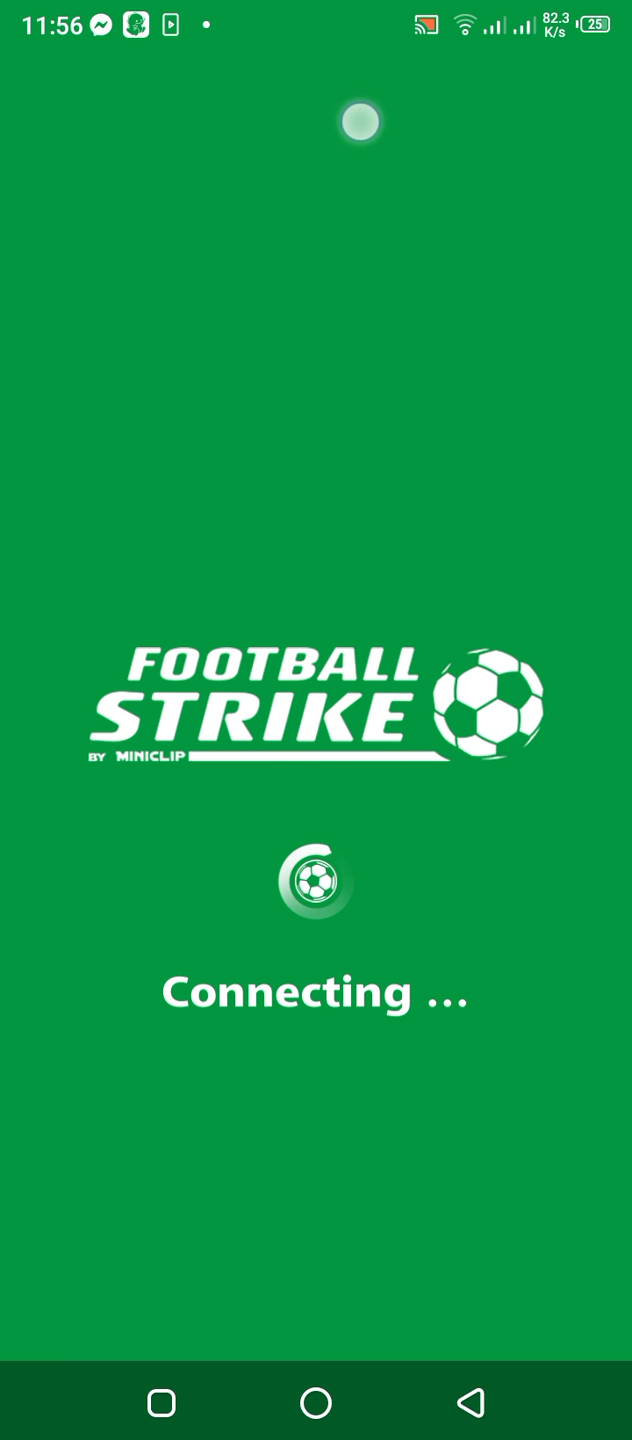 11:56 82.3 K/s 25
FOOTBALL
STRIKE
BY MINICLIP
Connecting ...